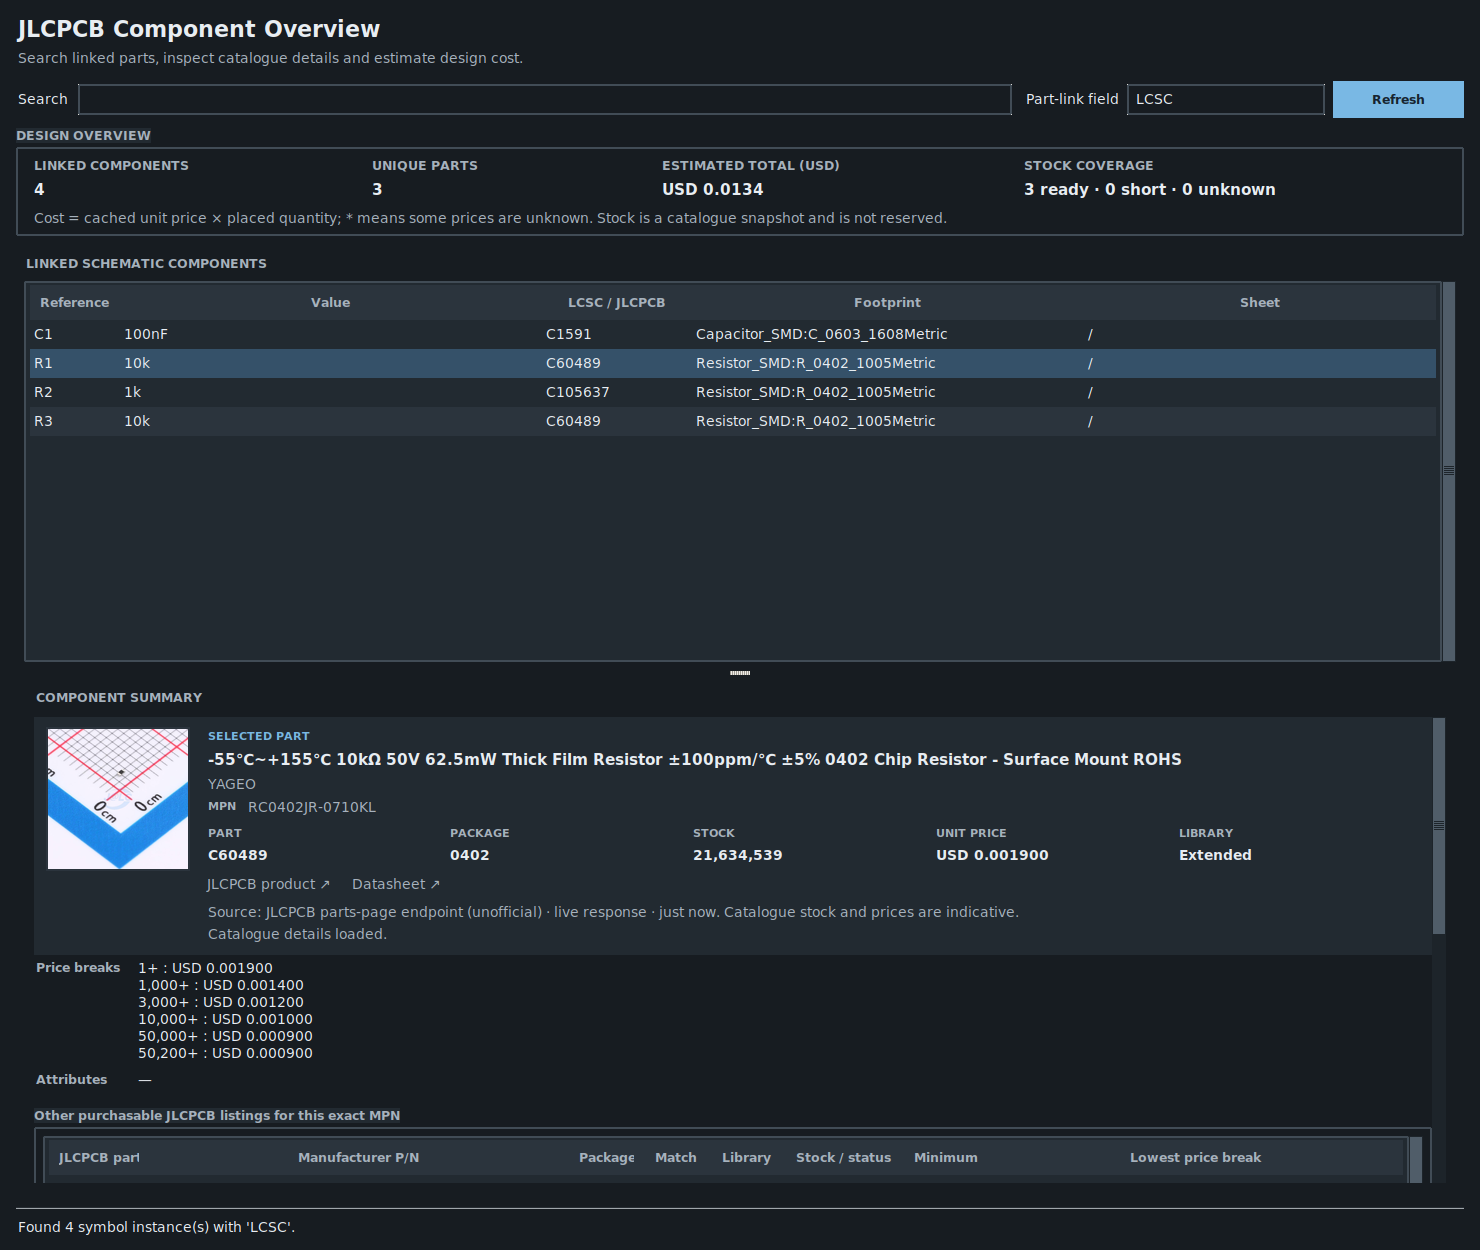 JLCPCB Component Overview
Search linked parts, inspect catalogue details and estimate design cost.
Search Part-link field LCSC Refresh
DESIGN OVERVIEW
LINKED COMPONENTS UNIQUE PARTS ESTIMATED TOTAL (USD) STOCK COVERAGE
4 3 USD 0.0134 3 ready · 0 short · 0 unknown
Cost = cached unit price × placed quantity; * means some prices are unknown. Stock is a catalogue snapshot and is not reserved.
LINKED SCHEMATIC COMPONENTS
Reference Value LCSC / JLCPCB Footprint Sheet
C1 100nF C1591 Capacitor_SMD:C_0603_1608Metric /
R1 10k C60489 Resistor_SMD:R_0402_1005Metric /
R2 1k C105637 Resistor_SMD:R_0402_1005Metric /
R3 10k C60489 Resistor_SMD:R_0402_1005Metric /
COMPONENT SUMMARY
SELECTED PART
-55℃~+155℃ 10kΩ 50V 62.5mW Thick Film Resistor ±100ppm/℃ ±5% 0402 Chip Resistor - Surface Mount ROHS
YAGEO
MPN RC0402JR-0710KL
0 cm 0 cm
PART PACKAGE STOCK UNIT PRICE LIBRARY
C60489 0402 21,634,539 USD 0.001900 Extended
JLCPCB product ↗ Datasheet ↗
Source: JLCPCB parts-page endpoint (unofficial) · live response · just now. Catalogue stock and prices are indicative.
Catalogue details loaded.
Price breaks 1+ : USD 0.001900
1,000+ : USD 0.001400
3,000+ : USD 0.001200
10,000+ : USD 0.001000
50,000+ : USD 0.000900
50,200+ : USD 0.000900
Attributes —
Other purchasable JLCPCB listings for this exact MPN
JLCPCB part Manufacturer P/N Package Match Library Stock / status Minimum Lowest price break
Found 4 symbol instance(s) with 'LCSC'.